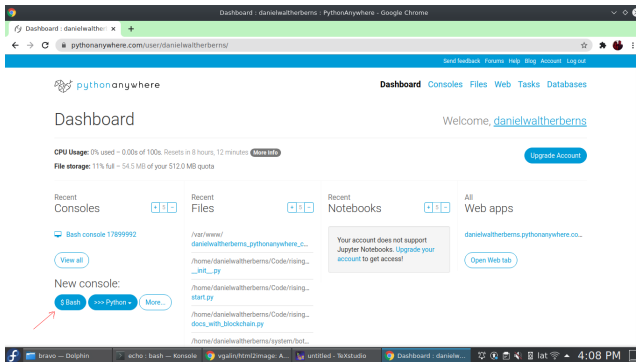 Dashboard : danielwaltherberns : PythonAnywhere - Google Chrome
Dashboard : danielwalther
pythonanywhere.com/user/danielwaltherberns/
Send feedback Forums Help Blog Account Log out
pythonanywhere
Dashboard Consoles Files Web Tasks Databases
Dashboard
Welcome, danielwaltherberns
CPU Usage: 0% used – 0.00s of 100s. Resets in 8 hours, 12 minutes More Info
File storage: 11% full – 54.5 MB of your 512.0 MB quota
Upgrade Account
Recent
Consoles
+ 5 -
Bash console 17899992
View all
New console:
$ Bash
>>> Python
More...
Recent
Files
+ 5 -
/var/www/
danielwaltherberns_pythonanywhere_c...
/home/danielwaltherberns/Code/rising...
__init__.py
/home/danielwaltherberns/Code/rising...
start.py
/home/danielwaltherberns/Code/rising...
docs_with_blockchain.py
/home/danielwaltherberns/system/bot...
Recent
Notebooks
+ 5 -
Your account does not support
Jupyter Notebooks. Upgrade your
account to get access!
All
Web apps
danielwaltherberns.pythonanywhere.co...
Open Web tab
bravo — Dolphin
echo : bash — Konsole
vgalin/html2image: A...
untitled - TeXstudio
Dashboard : danielw...
lat
4:08 PM